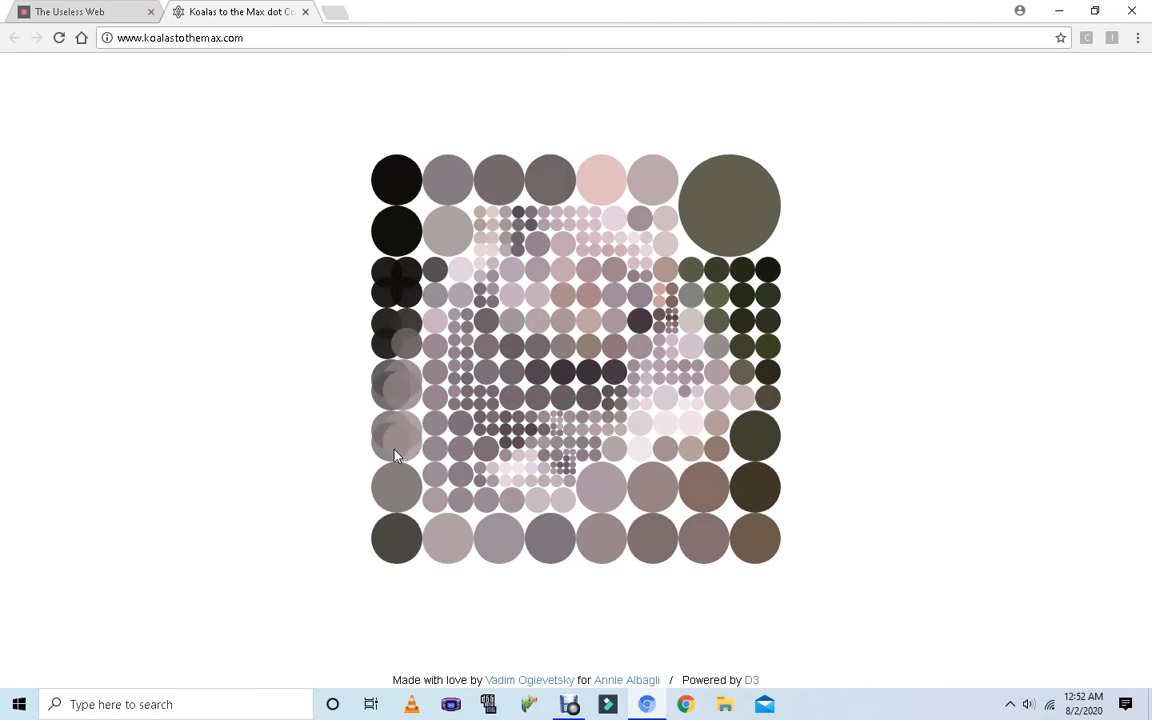 The Useless Web
Koalas to the Max dot Co
www.koalastothemax.com
Made with love by Vadim Ogievetsky for Annie Albagli / Powered by D3
Type here to search
12:52 AM
8/2/2020